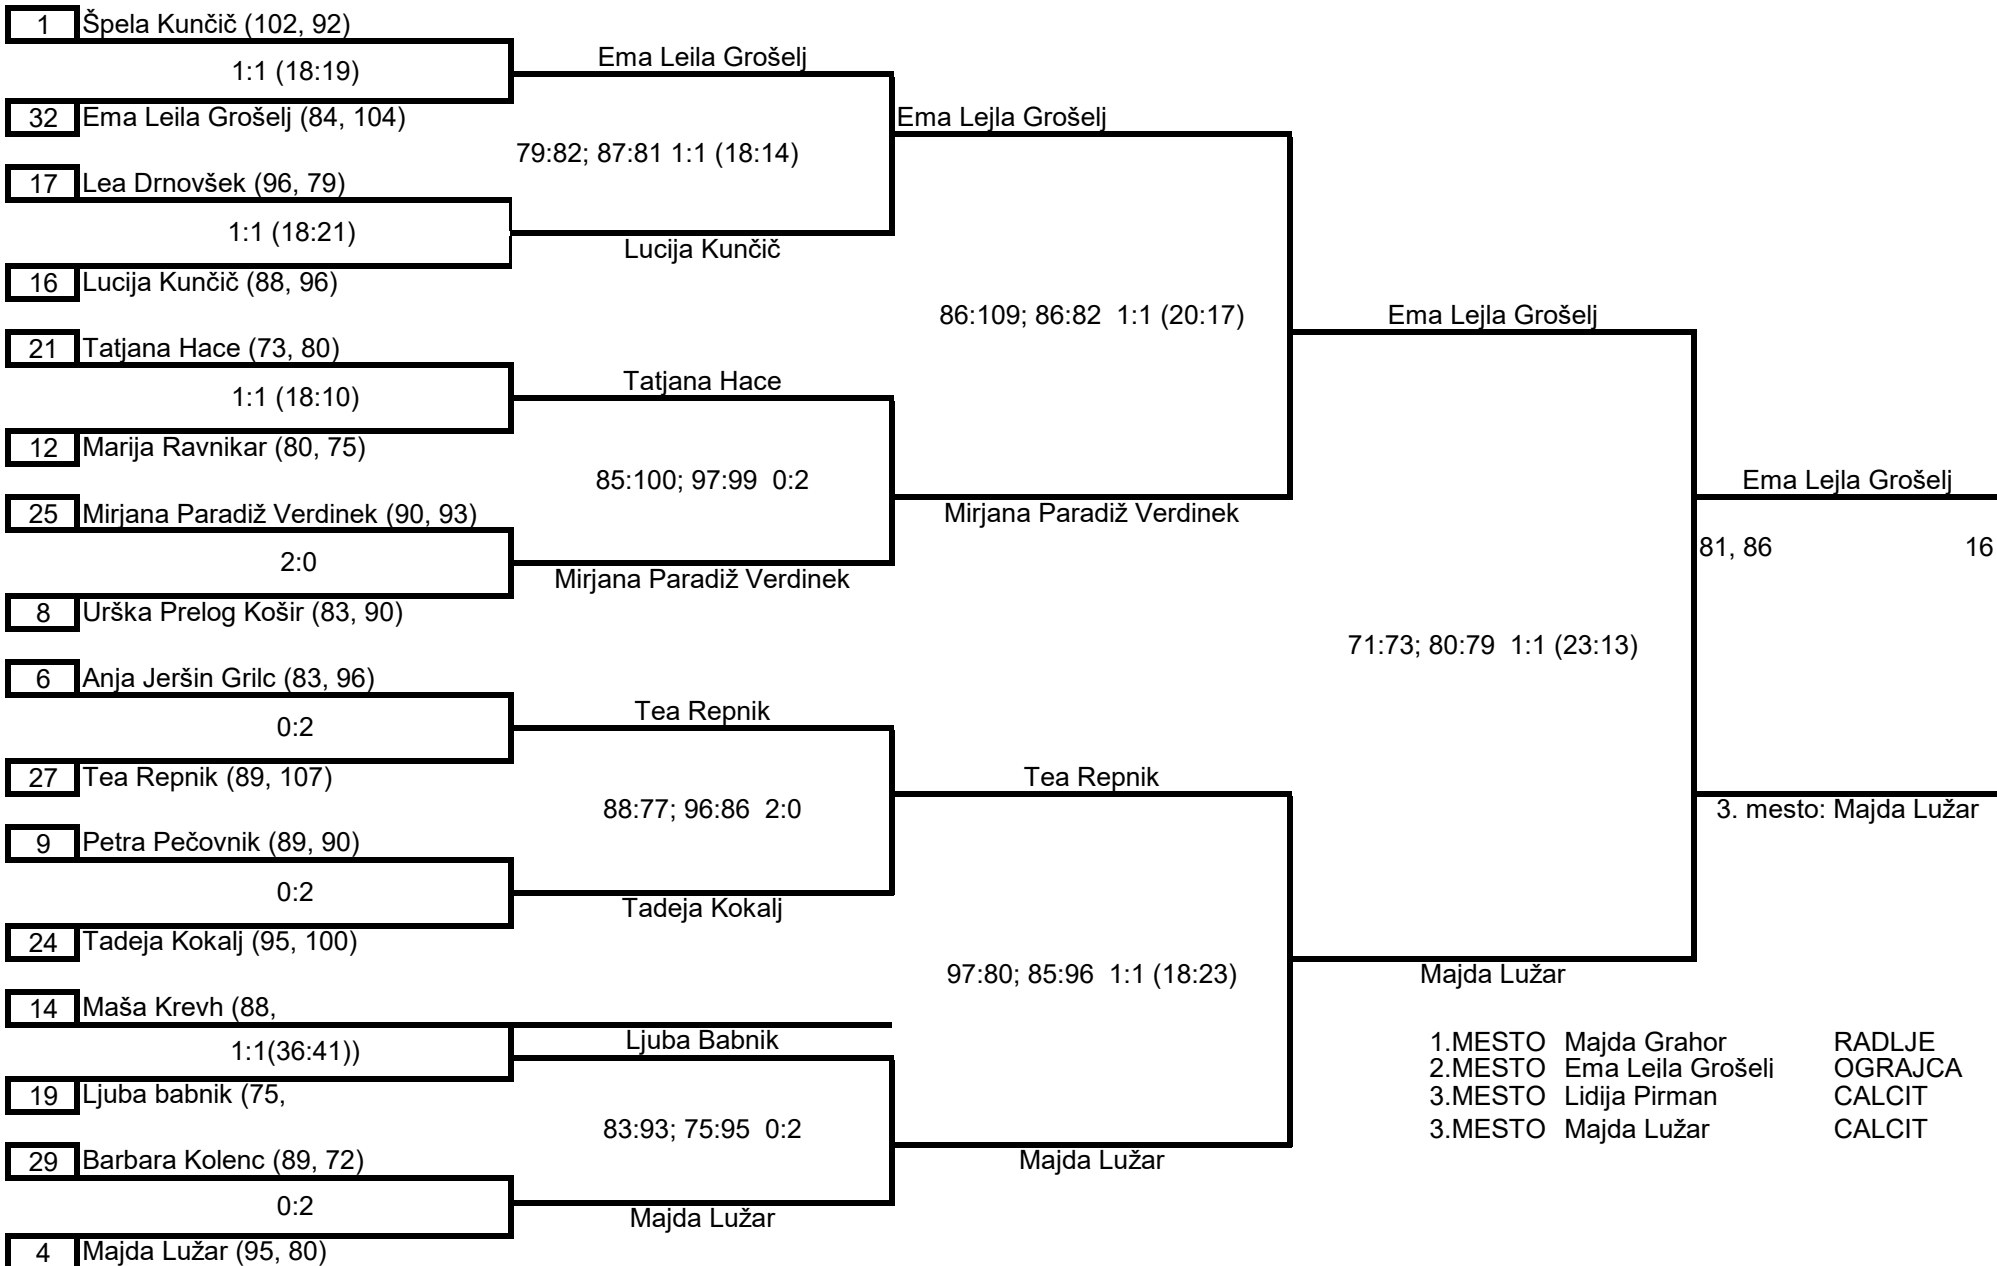 1 Špela Kunčič (102, 92)
1:1 (18:19)
32 Ema Leila Grošelj (84, 104)
17 Lea Drnovšek (96, 79)
1:1 (18:21)
16 Lucija Kunčič (88, 96)
21 Tatjana Hace (73, 80)
1:1 (18:10)
12 Marija Ravnikar (80, 75)
25 Mirjana Paradiž Verdinek (90, 93)
2:0
8 Urška Prelog Košir (83, 90)
6 Anja Jeršin Grilc (83, 96)
0:2
27 Tea Repnik (89, 107)
9 Petra Pečovnik (89, 90)
0:2
24 Tadeja Kokalj (95, 100)
14 Maša Krevh (88,
1:1(36:41))
19 Ljuba babnik (75,
29 Barbara Kolenc (89, 72)
0:2
4 Majda Lužar (95, 80)
Ema Leila Grošelj
79:82; 87:81 1:1 (18:14)
Lucija Kunčič
Tatjana Hace
85:100; 97:99 0:2
Mirjana Paradiž Verdinek
Tea Repnik
88:77; 96:86 2:0
Tadeja Kokalj
Ljuba Babnik
83:93; 75:95 0:2
Majda Lužar
Ema Lejla Grošelj
86:109; 86:82 1:1 (20:17)
Mirjana Paradiž Verdinek
Tea Repnik
97:80; 85:96 1:1 (18:23)
Majda Lužar
Ema Lejla Grošelj
71:73; 80:79 1:1 (23:13)
Majda Lužar
Ema Lejla Grošelj
81, 86 16
3. mesto: Majda Lužar
1.MESTO Majda Grahor RADLJE
2.MESTO Ema Lejla Grošelj OGRAJCA
3.MESTO Lidija Pirman CALCIT
3.MESTO Majda Lužar CALCIT